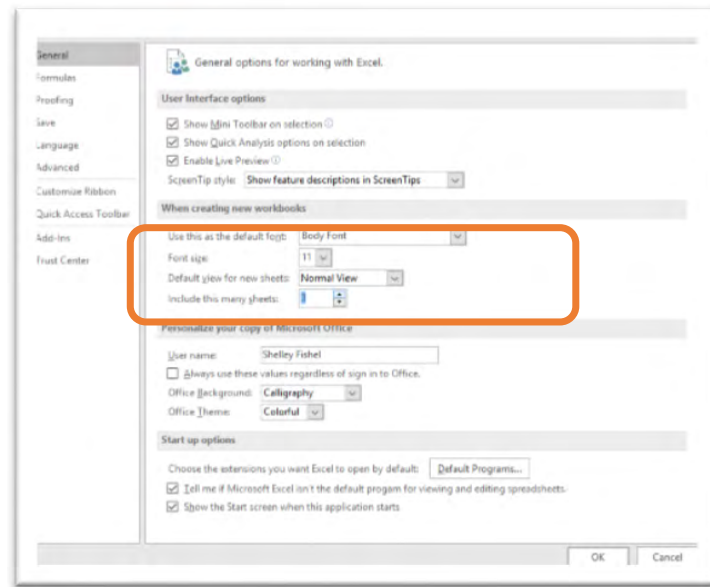 General
Formulas
Proofing
Save
Language
Advanced
Customize Ribbon
Quick Access Toolbar
Add-Ins
Trust Center
General options for working with Excel.
User Interface options
Show Mini Toolbar on selection
Show Quick Analysis options on selection
Enable Live Preview
ScreenTip style: Show feature descriptions in ScreenTips
When creating new workbooks
Use this as the default font: Body Font
Font size: 11
Default view for new sheets: Normal View
Include this many sheets:
Personalize your copy of Microsoft Office
User name: Shelley Fishel
Always use these values regardless of sign in to Office.
Office Background: Calligraphy
Office Theme: Colorful
Start up options
Choose the extensions you want Excel to open by default: Default Programs...
Tell me if Microsoft Excel isn't the default progam for viewing and editing spreadsheets.
Show the Start screen when this application starts
OK Cancel